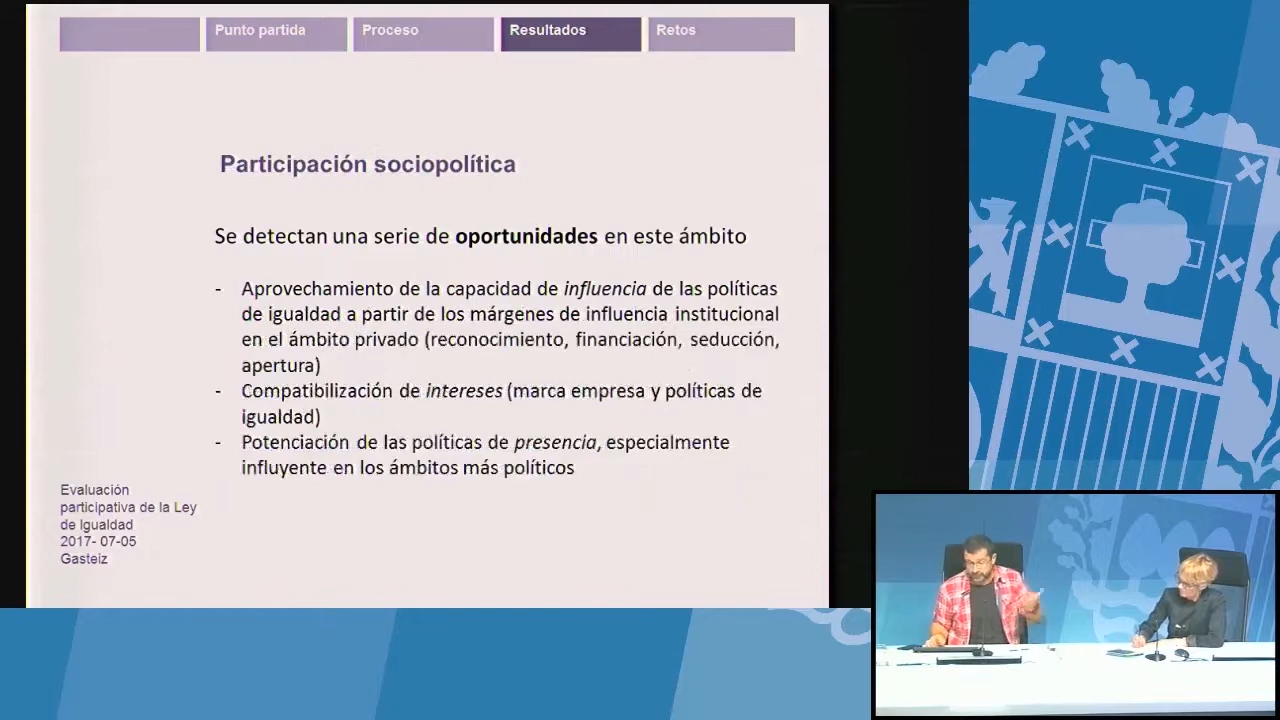 Punto partida
Proceso
Resultados
Retos
Participación sociopolítica
Se detectan una serie de oportunidades en este ámbito
- Aprovechamiento de la capacidad de influencia de las políticas
de igualdad a partir de los márgenes de influencia institucional
en el ámbito privado (reconocimiento, financiación, seducción,
apertura)
- Compatibilización de intereses (marca empresa y políticas de
igualdad)
- Potenciación de las políticas de presencia, especialmente
influyente en los ámbitos más políticos
Evaluación
participativa de la Ley
de Igualdad
2017- 07-05
Gasteiz